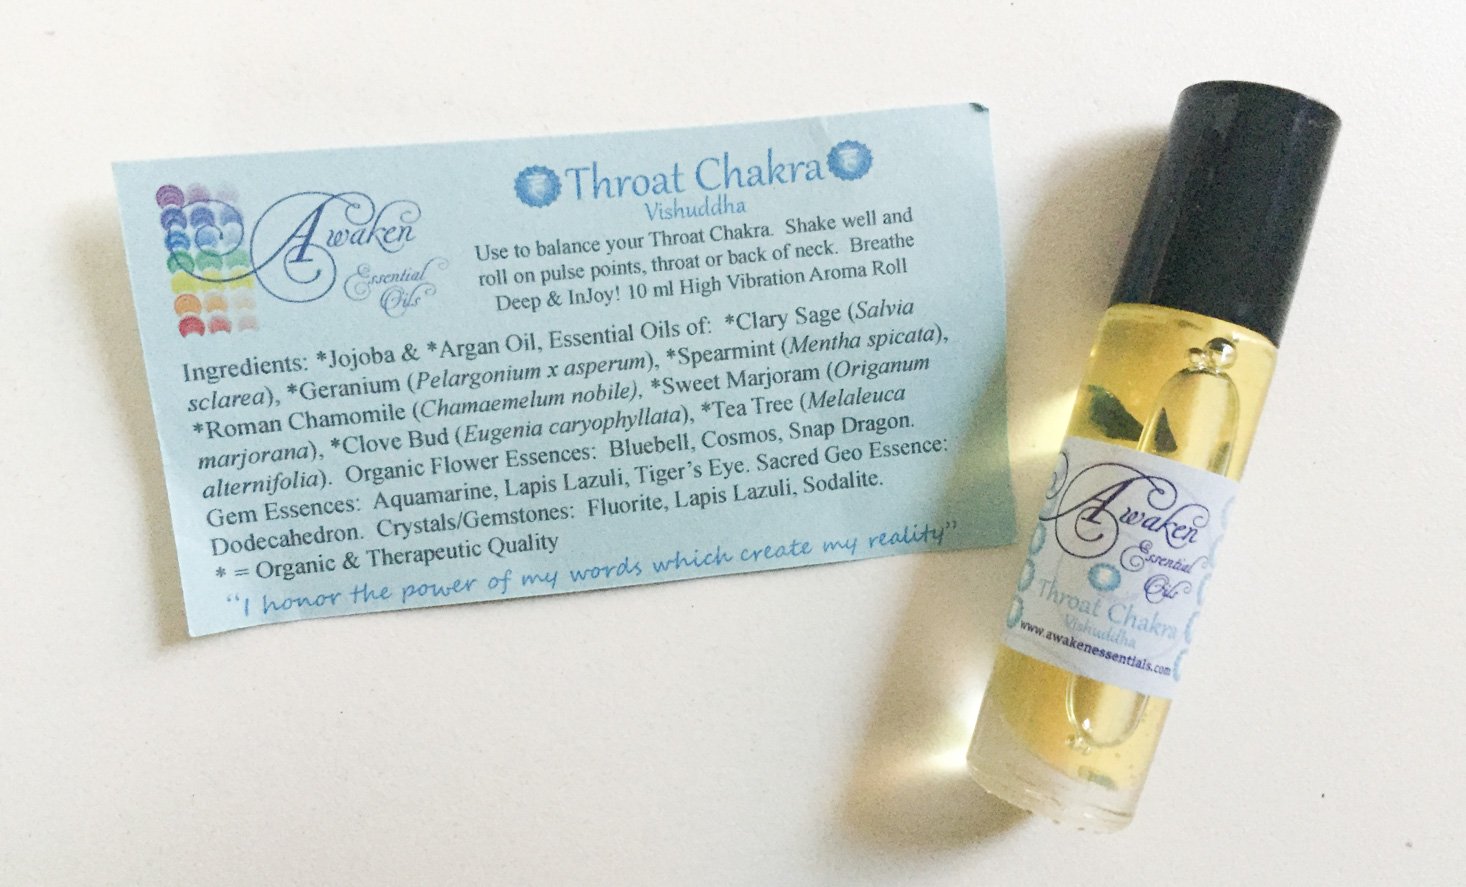 Awaken
Essential
Oils
Throat Chakra
Vishuddha
Use to balance your Throat Chakra. Shake well and
roll on pulse points, throat or back of neck. Breathe
Deep & InJoy! 10 ml High Vibration Aroma Roll
Ingredients: *Jojoba & *Argan Oil, Essential Oils of: *Clary Sage (Salvia
sclarea), *Geranium (Pelargonium x asperum), *Spearmint (Mentha spicata),
*Roman Chamomile (Chamaemelum nobile), *Sweet Marjoram (Origanum
marjorana), *Clove Bud (Eugenia caryophyllata), *Tea Tree (Melaleuca
alternifolia). Organic Flower Essences: Bluebell, Cosmos, Snap Dragon.
Gem Essences: Aquamarine, Lapis Lazuli, Tiger's Eye. Sacred Geo Essence:
Dodecahedron. Crystals/Gemstones: Fluorite, Lapis Lazuli, Sodalite.
* = Organic & Therapeutic Quality
"I honor the power of my words which create my reality"
Awaken
Essential
Oils
Throat Chakra
Vishuddha
www.awakenessentials.com